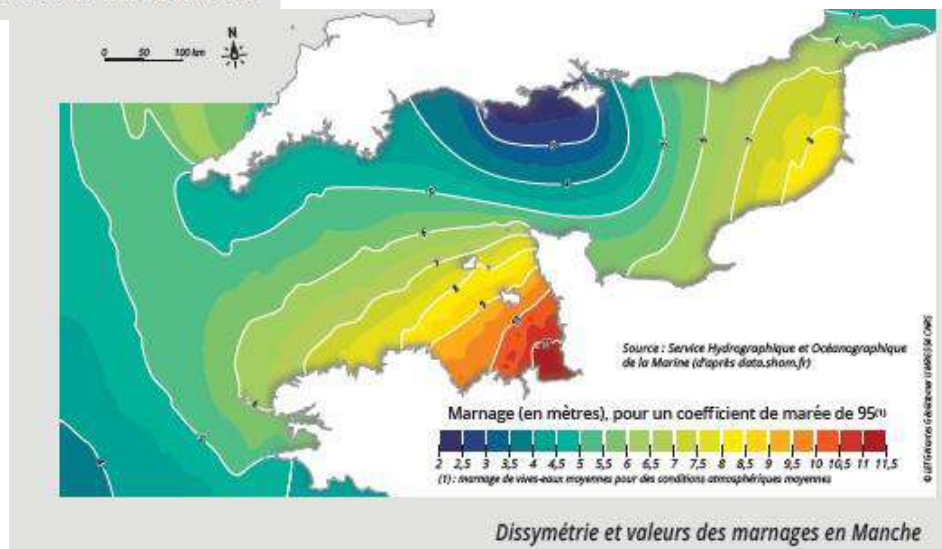 N
0 50 100 km
Source : Service Hydrographique et Océanographique
de la Marine (d'après data.shom.fr)
Marnage (en mètres), pour un coefficient de marée de 95(1)
2 2,5 3 3,5 4 4,5 5 5,5 6 6,5 7 7,5 8 8,5 9 9,5 10 10,5 11 11,5
(1) : marnage de vives-eaux moyennes pour des conditions atmosphériques moyennes
Dissymétrie et valeurs des marnages en Manche